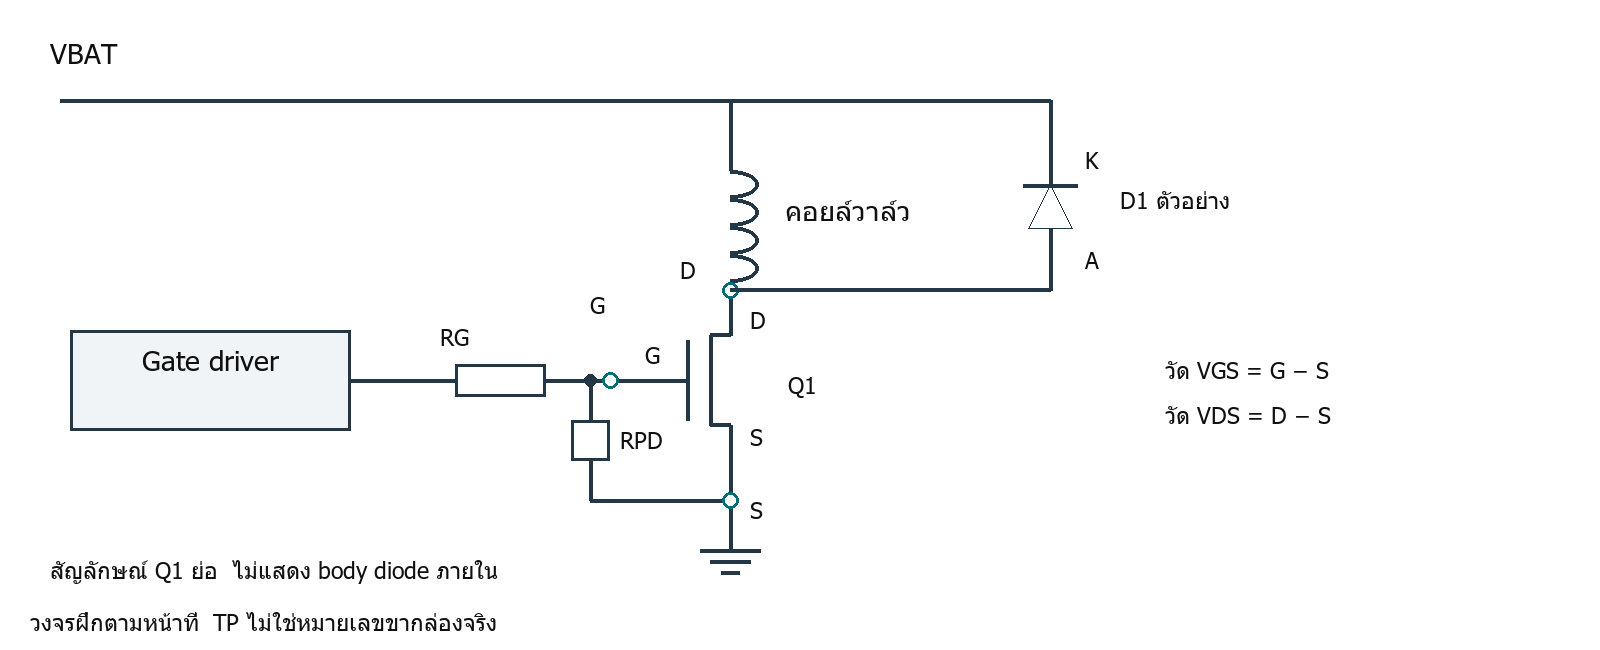 VBAT
K
D1 ตัวอย่าง
คอยล์วาล์ว
A
D
G
D
RG
Gate driver
G
Q1
วัด VGS = G − S
วัด VDS = D − S
RPD
S
S
สัญลักษณ์ Q1 ย่อ ไม่แสดง body diode ภายใน
วงจรฝึกตามหน้าที่ TP ไม่ใช่หมายเลขขากล่องจริง